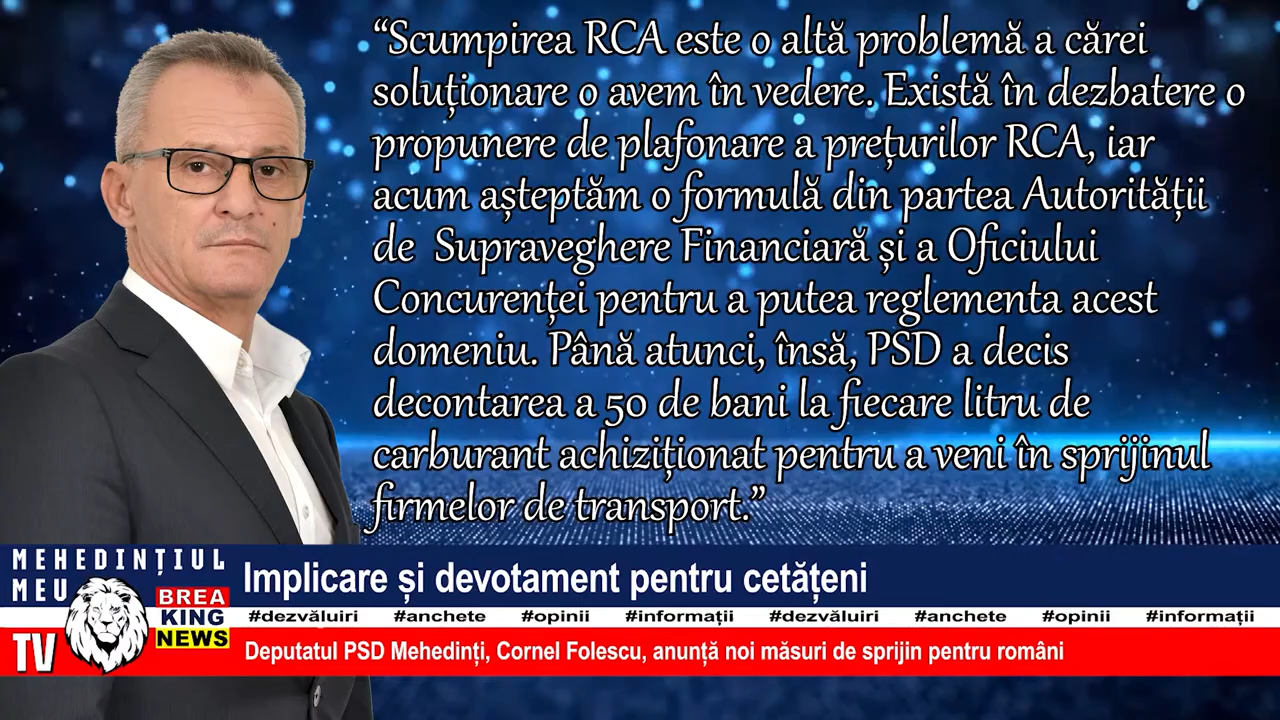 “Scumpirea RCA este o altă problemă a cărei
soluționare o avem în vedere. Există în dezbatere o
propunere de plafonare a prețurilor RCA, iar
acum așteptăm o formulă din partea Autorității
de Supraveghere Financiară și a Oficiului
Concurenței pentru a putea reglementa acest
domeniu. Până atunci, însă, PSD a decis
decontarea a 50 de bani la fiecare litru de
carburant achiziționat pentru a veni în sprijinul
firmelor de transport.”
MEHEDINȚIUL
MEU
TV
BREA
KING
NEWS
Implicare și devotament pentru cetățeni
#dezvăluiri #anchete #opinii #informații #dezvăluiri #anchete #opinii #informații
Deputatul PSD Mehedinți, Cornel Folescu, anunță noi măsuri de sprijin pentru români